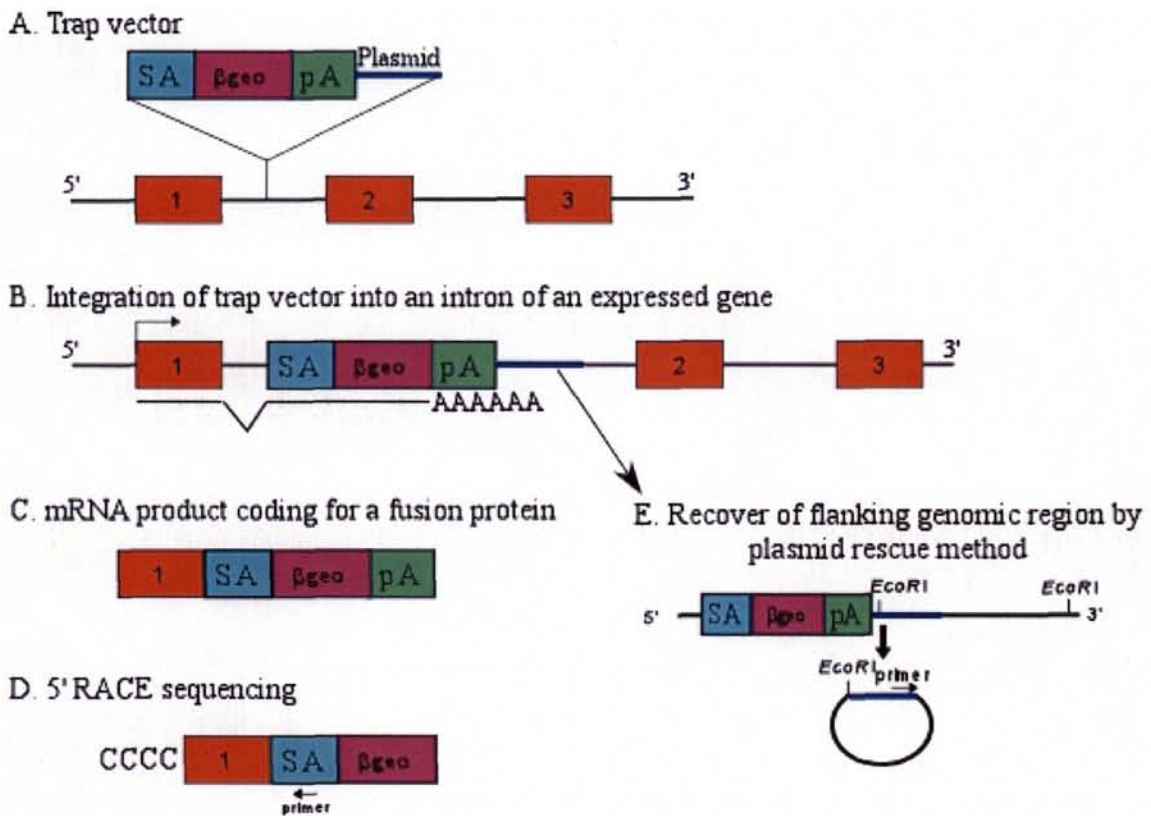 A. Trap vector
SA βgeo pA Plasmid
5' 1 2 3 3'
B. Integration of trap vector into an intron of an expressed gene
5' 1 SA βgeo pA 2 3 3'
AAAAAA
C. mRNA product coding for a fusion protein
1 SA βgeo pA
D. 5' RACE sequencing
CCCC 1 SA βgeo
primer
E. Recover of flanking genomic region by
plasmid rescue method
EcoRI EcoRI
5' SA βgeo pA 3'
EcoRI primer